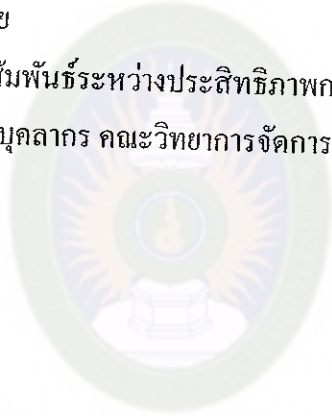 ย
สัมพันธ์ระหว่างประสิทธิภาพก
บุคลากร คณะวิทยาการจัดการ